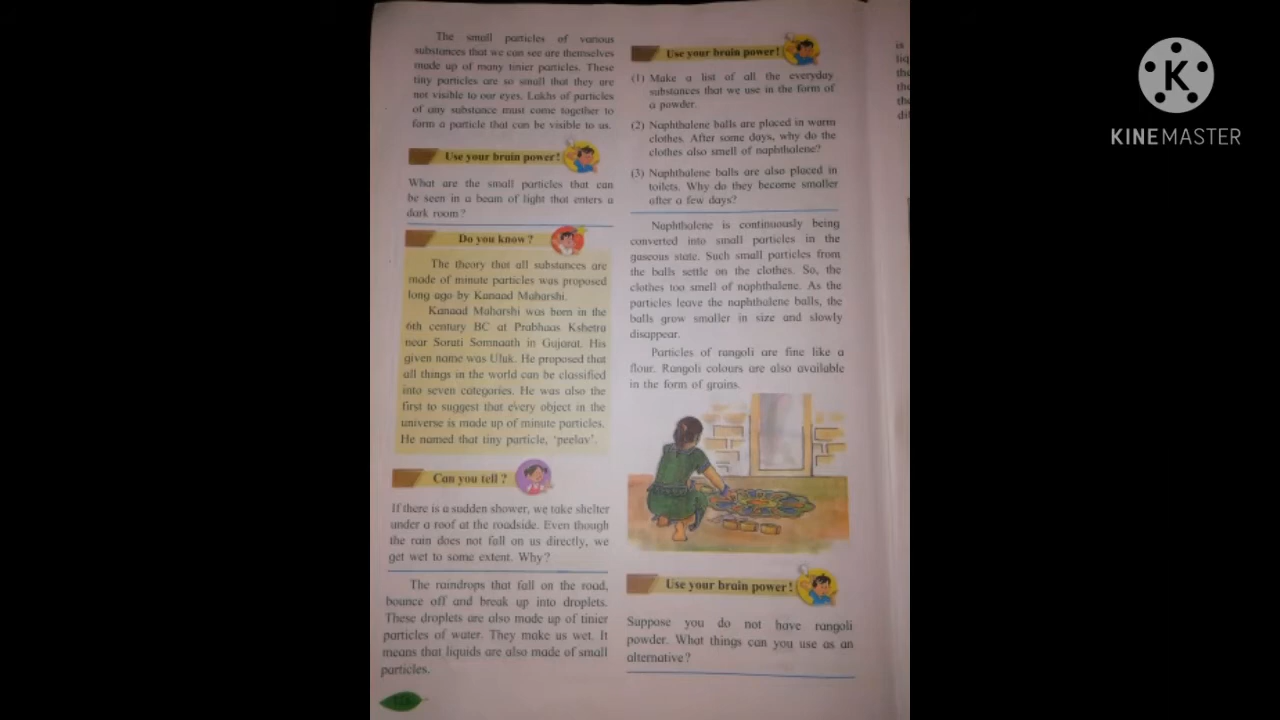 The small particles of various
substances that we can see are themselves
made up of many tinier particles. These
tiny particles are so small that they are
not visible to our eyes. Lakhs of particles
of any substance must come together to
form a particle that can be visible to us.
Use your brain power!
What are the small particles that can
be seen in a beam of light that enters a
dark room?
Do you know?
The theory that all substances are
made of minute particles was proposed
long ago by Kanaad Maharshi.
Kanaad Maharshi was born in the
6th century BC at Prabhaas Kshetra
near Sorati Somnaath in Gujarat. His
given name was Uluk. He proposed that
all things in the world can be classified
into seven categories. He was also the
first to suggest that every object in the
universe is made up of minute particles.
He named that tiny particle, 'peelav'.
Can you tell?
If there is a sudden shower, we take shelter
under a roof at the roadside. Even though
the rain does not fall on us directly, we
get wet to some extent. Why?
The raindrops that fall on the road,
bounce off and break up into droplets.
These droplets are also made up of tinier
particles of water. They make us wet. It
means that liquids are also made of small
particles.
Use your brain power!
(1) Make a list of all the everyday
substances that we use in the form of
a powder.
(2) Naphthalene balls are placed in warm
clothes. After some days, why do the
clothes also smell of naphthalene?
(3) Naphthalene balls are also placed in
toilets. Why do they become smaller
after a few days?
Naphthalene is continuously being
converted into small particles in the
gaseous state. Such small particles from
the balls settle on the clothes. So, the
clothes too smell of naphthalene. As the
particles leave the naphthalene balls, the
balls grow smaller in size and slowly
disappear.
Particles of rangoli are fine like a
flour. Rangoli colours are also available
in the form of grains.
Use your brain power!
Suppose you do not have rangoli
powder. What things can you use as an
alternative?
is
liq
the
the
the
K
KINEMASTER